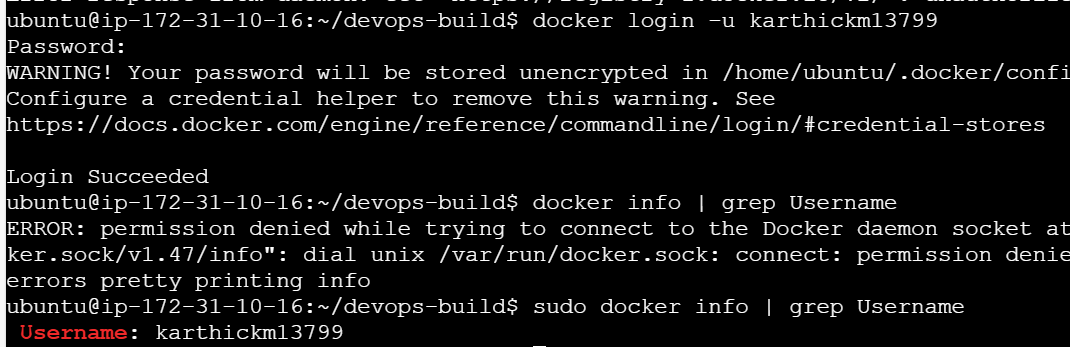 ubuntu@ip-172-31-10-16:~/devops-build$ docker login -u karthickm13799
Password:
WARNING! Your password will be stored unencrypted in /home/ubuntu/.docker/confi
Configure a credential helper to remove this warning. See
https://docs.docker.com/engine/reference/commandline/login/#credential-stores
Login Succeeded
ubuntu@ip-172-31-10-16:~/devops-build$ docker info | grep Username
ERROR: permission denied while trying to connect to the Docker daemon socket at
ker.sock/v1.47/info": dial unix /var/run/docker.sock: connect: permission denie
errors pretty printing info
ubuntu@ip-172-31-10-16:~/devops-build$ sudo docker info | grep Username
Username: karthickm13799